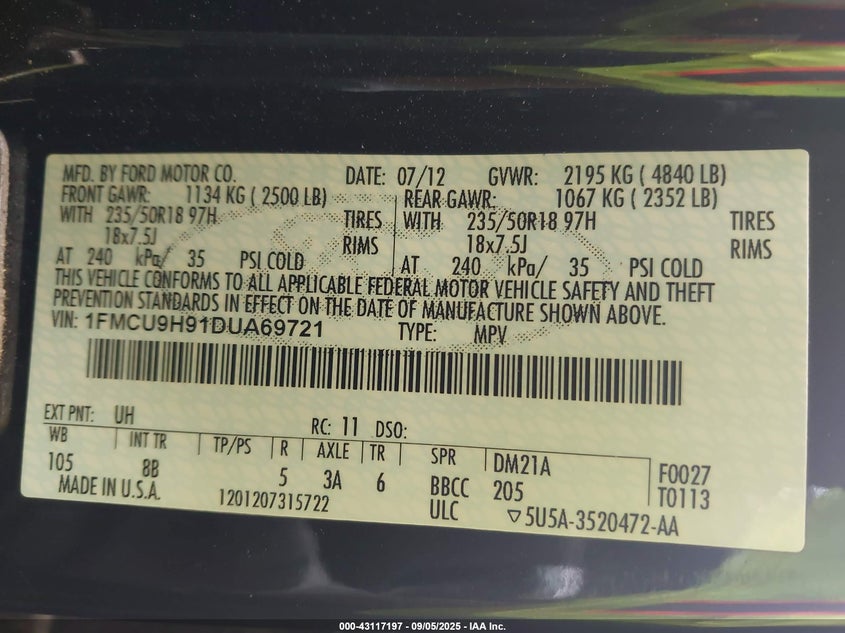 MFD. BY FORD MOTOR CO. DATE: 07/12 GVWR: 2195 KG ( 4840 LB)
FRONT GAWR: 1134 KG ( 2500 LB) REAR GAWR: 1067 KG ( 2352 LB)
WITH 235/50R18 97H TIRES WITH 235/50R18 97H TIRES
18x7.5J RIMS 18x7.5J RIMS
AT 240 kPa/ 35 PSI COLD AT 240 kPa/ 35 PSI COLD
THIS VEHICLE CONFORMS TO ALL APPLICABLE FEDERAL MOTOR VEHICLE SAFETY AND THEFT
PREVENTION STANDARDS IN EFFECT ON THE DATE OF MANUFACTURE SHOWN ABOVE.
VIN: 1FMCU9H91DUA69721 TYPE: MPV
EXT PNT: UH RC: 11 DSO:
WB INT TR TP/PS R AXLE TR SPR DM21A F0027
105 8B 5 3A 6 BBCC 205 T0113
MADE IN U.S.A. 1201207315722 ULC ▽5U5A-3520472-AA
000-43117197 - 09/05/2025 - IAA Inc.